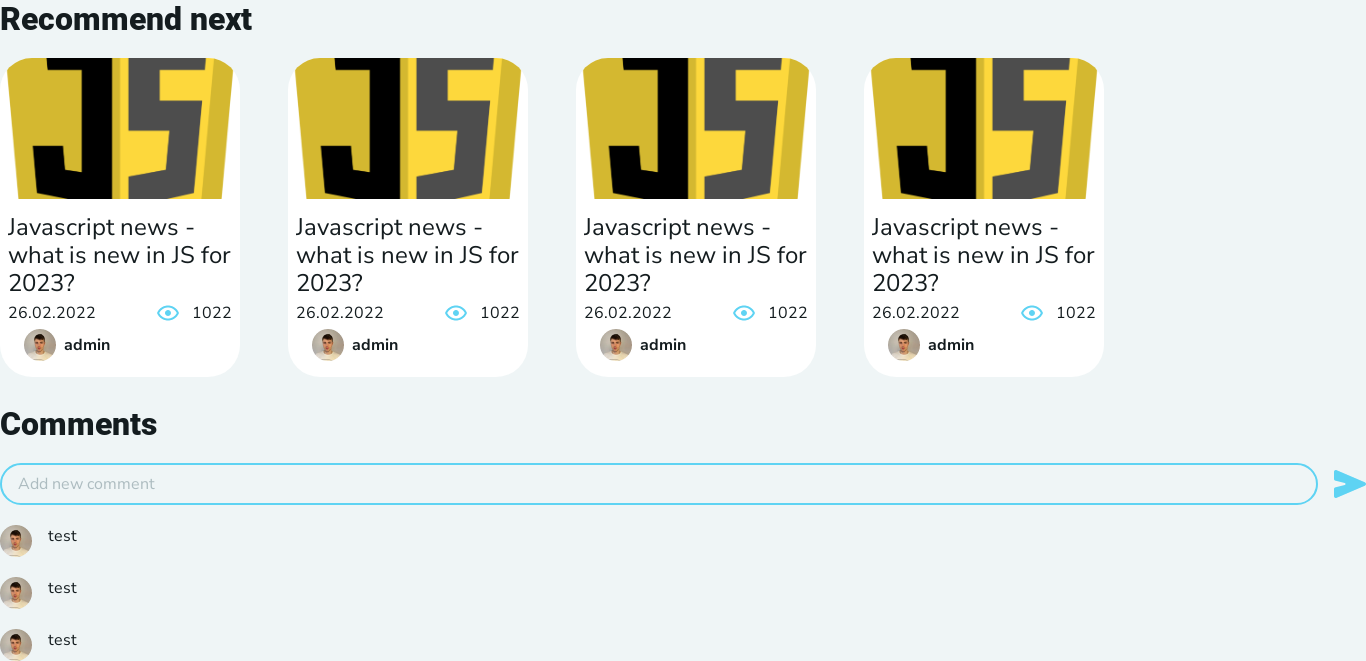 Recommend next
JS
JS
JS
JS
Javascript news -
what is new in JS for
2023?
26.02.2022 1022
admin
Javascript news -
what is new in JS for
2023?
26.02.2022 1022
admin
Javascript news -
what is new in JS for
2023?
26.02.2022 1022
admin
Javascript news -
what is new in JS for
2023?
26.02.2022 1022
admin
Comments
Add new comment
test
test
test